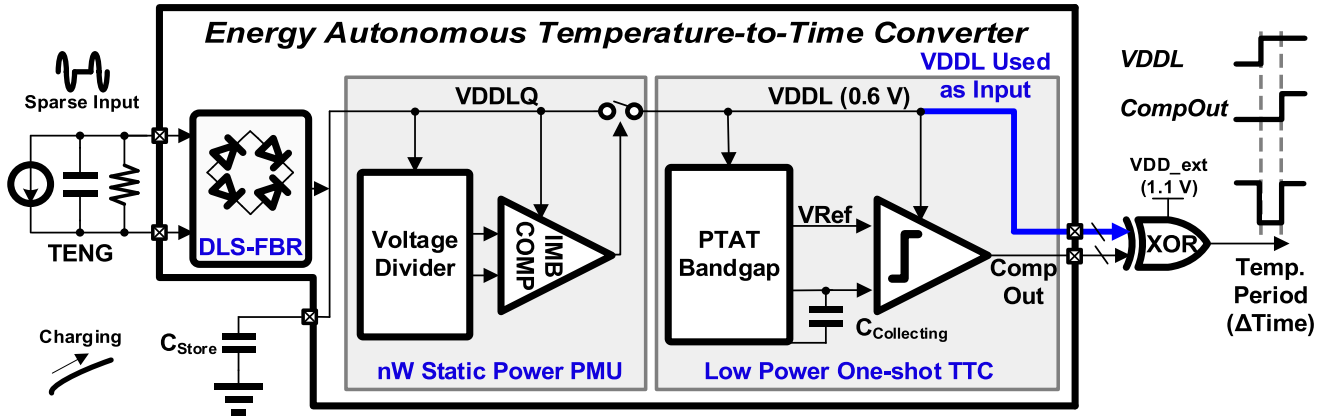 Energy Autonomous Temperature-to-Time Converter
Sparse Input
TENG
DLS-FBR
Charging
CStore
VDDLQ
Voltage
Divider
IMB
COMP
nW Static Power PMU
VDDL (0.6 V)
VDDL Used
as Input
PTAT
Bandgap
VRef
CCollecting
Comp
Out
Low Power One-shot TTC
VDDL
CompOut
VDD_ext
(1.1 V)
XOR
Temp.
Period
(ΔTime)